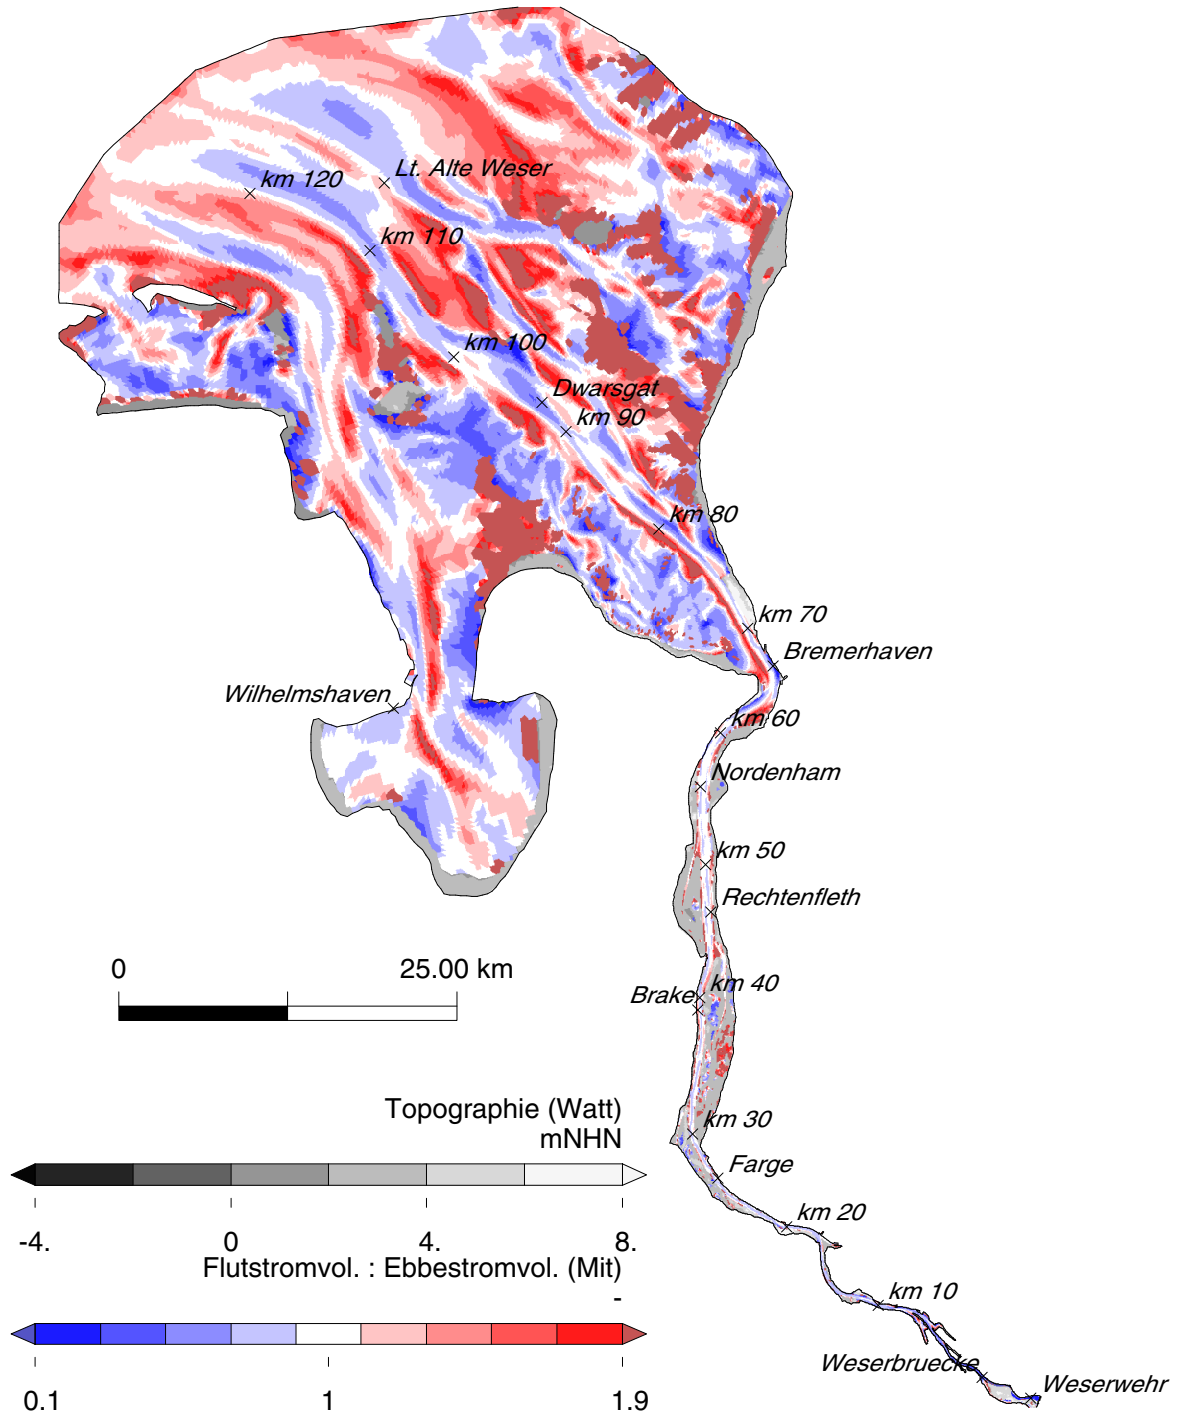 Lt. Alte Weser
km 120
km 110
km 100
Dwarsgat
km 90
km 80
km 70
Bremerhaven
Wilhelmshaven
km 60
Nordenham
km 50
Rechtenfleth
0 25.00 km
km 40
Brake
Topographie (Watt)
mNHN
km 30
Farge
-4. 0 4. 8.
km 20
Flutstromvol. : Ebbestromvol. (Mit)
-
km 10
Weserbruecke
Weserwehr
0.1 1 1.9